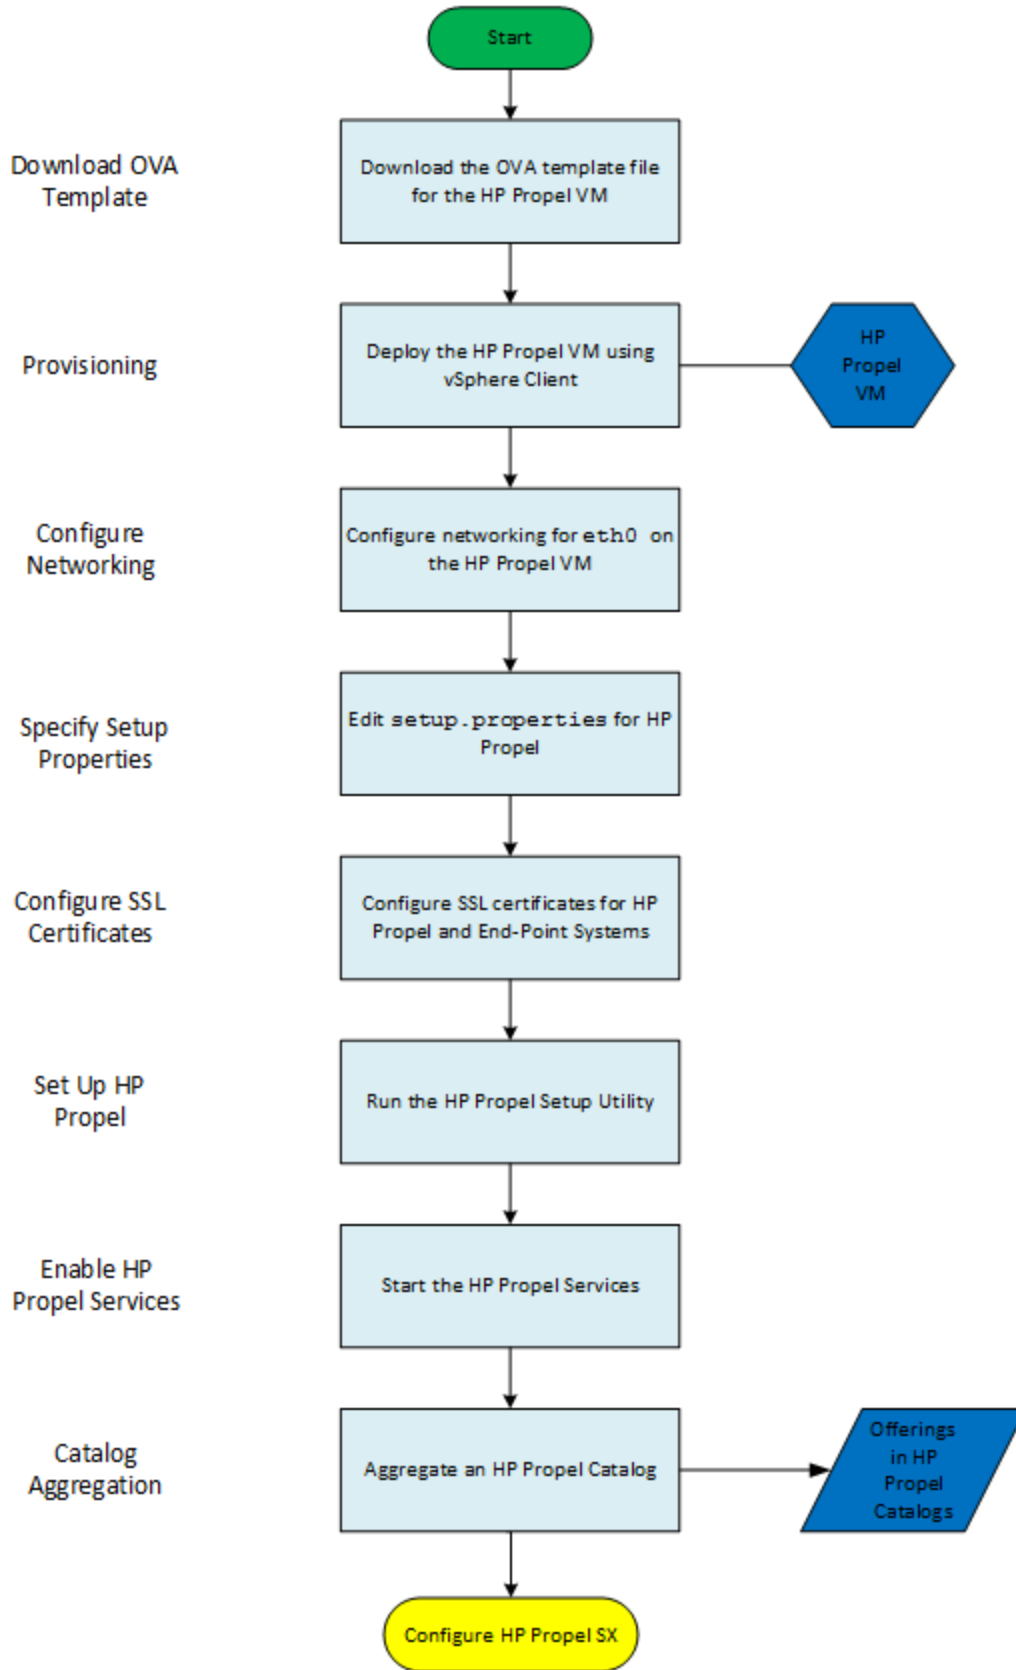 Start
Download OVA
Template
Download the OVA template file
for the HP Propel VM
Provisioning
Deploy the HP Propel VM using
vSphere Client
HP
Propel
VM
Configure
Networking
Configure networking for eth0 on
the HP Propel VM
Specify Setup
Properties
Edit setup.properties for HP
Propel
Configure SSL
Certificates
Configure SSL certificates for HP
Propel and End-Point Systems
Set Up HP
Propel
Run the HP Propel Setup Utility
Enable HP
Propel Services
Start the HP Propel Services
Catalog
Aggregation
Aggregate an HP Propel Catalog
Offerings
in HP
Propel
Catalogs
Configure HP Propel SX